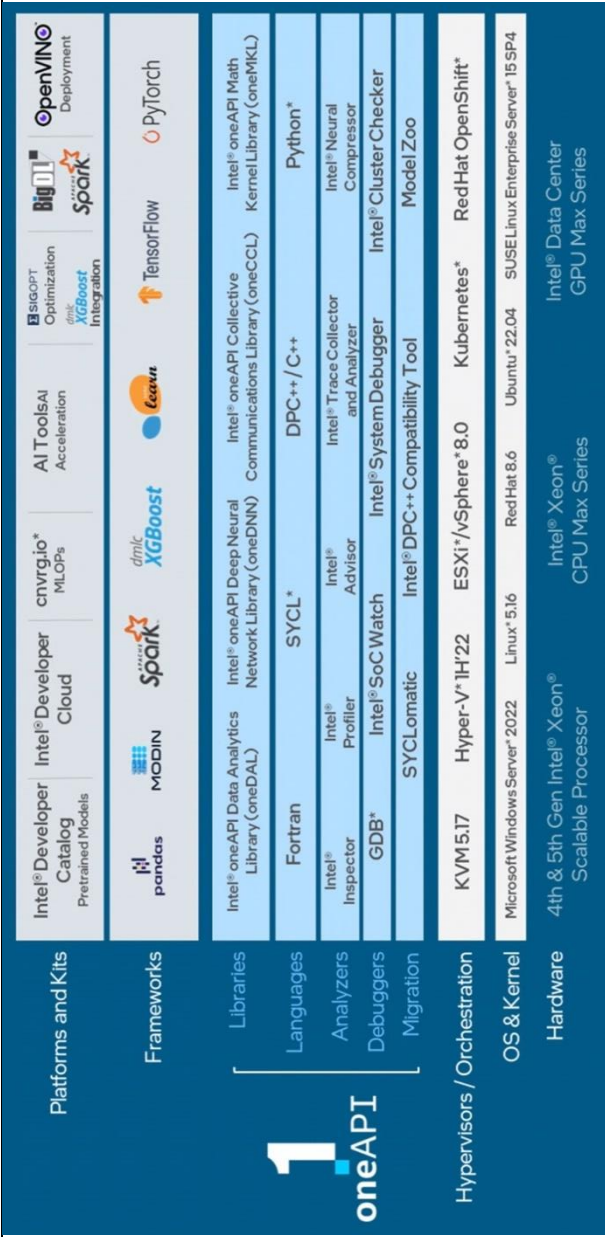 Platforms and Kits
Intel® Developer
Catalog
Pretrained Models
Intel® Developer
Cloud
cnvrg.io*
MLOPs
AI ToolsAI
Acceleration
SIGOPT
Optimization
dmlc
XGBoost
Integration
BigDL
APACHE
Spark
OpenVINO
Deployment
Frameworks
pandas
MODIN
APACHE
Spark
dmlc
XGBoost
learn
TensorFlow
PyTorch
1
oneAPI
Libraries
Intel® oneAPI Data Analytics
Library (oneDAL)
Intel® oneAPI Deep Neural
Network Library (oneDNN)
Intel® oneAPI Collective
Communications Library (oneCCL)
Intel® oneAPI Math
Kernel Library (oneMKL)
Languages
Fortran
SYCL*
DPC++ / C++
Python*
Analyzers
Intel®
Inspector
Intel®
Profiler
Intel®
Advisor
Intel® Trace Collector
and Analyzer
Intel® Neural
Compressor
Debuggers
GDB*
Intel® SoC Watch
Intel® System Debugger
Intel® Cluster Checker
Migration
SYCLomatic
Intel® DPC++ Compatibility Tool
Model Zoo
Hypervisors / Orchestration
KVM 5.17
Hyper-V* 1H'22
ESXi*/vSphere* 8.0
Kubernetes*
Red Hat OpenShift*
OS & Kernel
Microsoft Windows Server* 2022
Linux* 5.16
Red Hat 8.6
Ubuntu* 22.04
SUSE Linux Enterprise Server* 15 SP4
Hardware
4th & 5th Gen Intel® Xeon®
Scalable Processor
Intel® Xeon®
CPU Max Series
Intel® Data Center
GPU Max Series